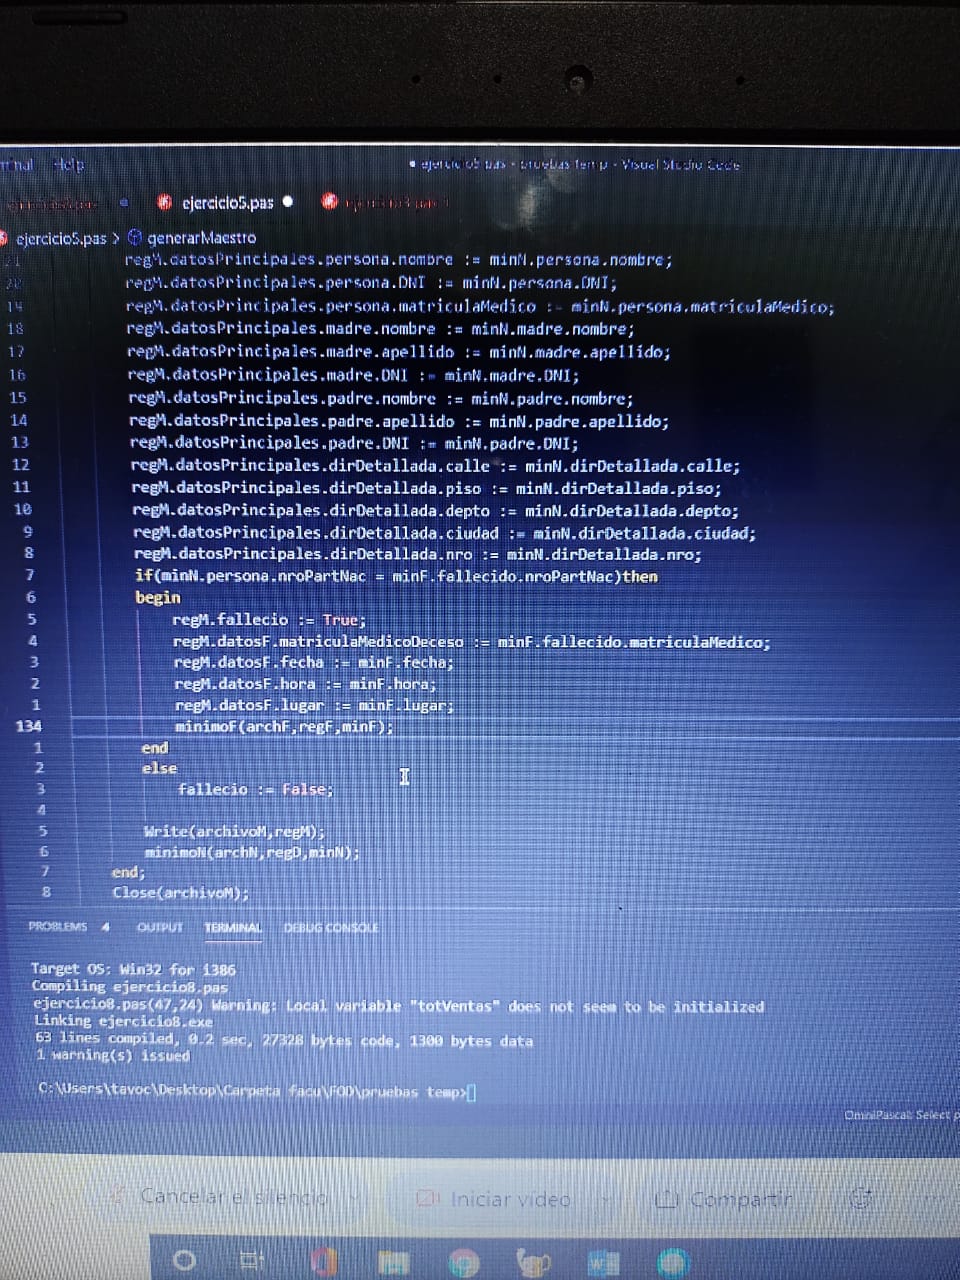 Help
ejercicio5.pas - pruebas temp - Visual Studio Code
ejercicio5.pas
ejercicio5.pas > generarMaestro
21 regM.datosPrincipales.persona.nombre := minN.persona.nombre;
20 regM.datosPrincipales.persona.DNI := minN.persona.DNI;
19 regM.datosPrincipales.persona.matriculaMedico := minN.persona.matriculaMedico;
18 regM.datosPrincipales.madre.nombre := minN.madre.nombre;
17 regM.datosPrincipales.madre.apellido := minN.madre.apellido;
16 regM.datosPrincipales.madre.DNI := minN.madre.DNI;
15 regM.datosPrincipales.padre.nombre := minN.padre.nombre;
14 regM.datosPrincipales.padre.apellido := minN.padre.apellido;
13 regM.datosPrincipales.padre.DNI := minN.padre.DNI;
12 regM.datosPrincipales.dirDetallada.calle := minN.dirDetallada.calle;
11 regM.datosPrincipales.dirDetallada.piso := minN.dirDetallada.piso;
10 regM.datosPrincipales.dirDetallada.depto := minN.dirDetallada.depto;
9 regM.datosPrincipales.dirDetallada.ciudad := minN.dirDetallada.ciudad;
8 regM.datosPrincipales.dirDetallada.nro := minN.dirDetallada.nro;
7 if(minN.persona.nroPartNac = minF.fallecido.nroPartNac)then
6 begin
5 regM.fallecio := True;
4 regM.datosF.matriculaMedicoDeceso := minF.fallecido.matriculaMedico;
3 regM.datosF.fecha := minF.fecha;
2 regM.datosF.hora := minF.hora;
1 regM.datosF.lugar := minF.lugar;
134 minimoF(archF,regF,minF);
1 end
2 else
3 fallecio := False;
4
5 Write(archivoM,regM);
6 minimoN(archN,regD,minN);
7 end;
8 Close(archivoM);
PROBLEMS 4 OUTPUT TERMINAL DEBUG CONSOLE
Target OS: Win32 for i386
Compiling ejercicio8.pas
ejercicio8.pas(47,24) Warning: Local variable "totVentas" does not seem to be initialized
Linking ejercicio8.exe
63 lines compiled, 0.2 sec, 27328 bytes code, 1300 bytes data
1 warning(s) issued
C:\Users\tavoc\Desktop\Carpeta facu\FOD\pruebas temp>
OmniPascal: Select
Cancelar el silencio Iniciar vídeo Compartir